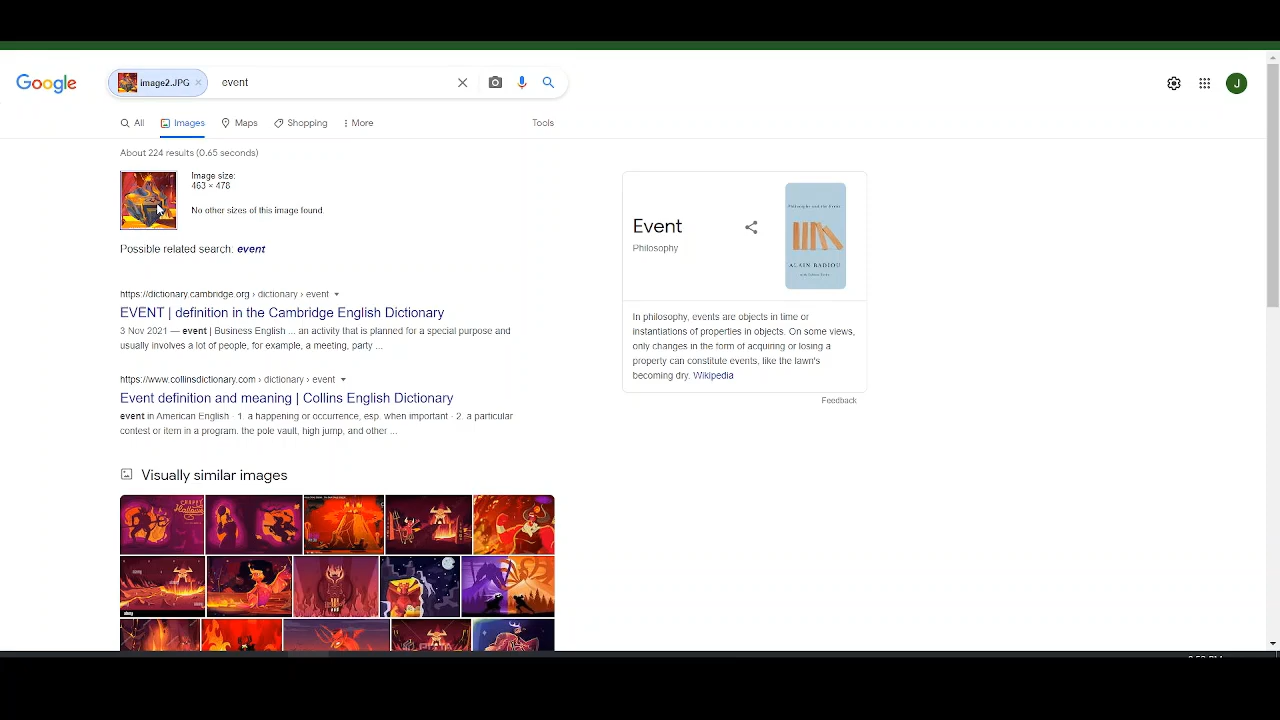 Google
image2.JPG × event
All Images Maps Shopping More Tools
About 224 results (0.65 seconds)
Image size:
463 × 478
No other sizes of this image found.
Possible related search: event
https://dictionary.cambridge.org › dictionary › event
EVENT | definition in the Cambridge English Dictionary
3 Nov 2021 — event | Business English ... an activity that is planned for a special purpose and
usually involves a lot of people, for example, a meeting, party ...
https://www.collinsdictionary.com › dictionary › event
Event definition and meaning | Collins English Dictionary
event in American English · 1. a happening or occurrence, esp. when important · 2. a particular
contest or item in a program. the pole vault, high jump, and other ...
Visually similar images
J
Event
Philosophy
Philosophy and the Event
ALAIN BADIOU
In philosophy, events are objects in time or
instantiations of properties in objects. On some views,
only changes in the form of acquiring or losing a
property can constitute events, like the lawn's
becoming dry. Wikipedia
Feedback